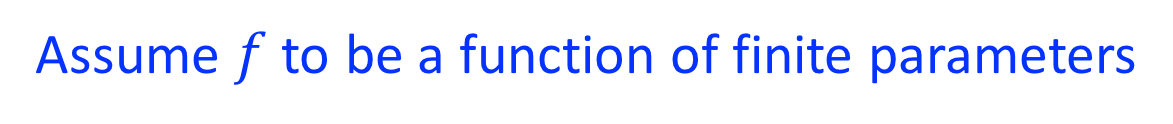 Assume f to be a function of finite parameters